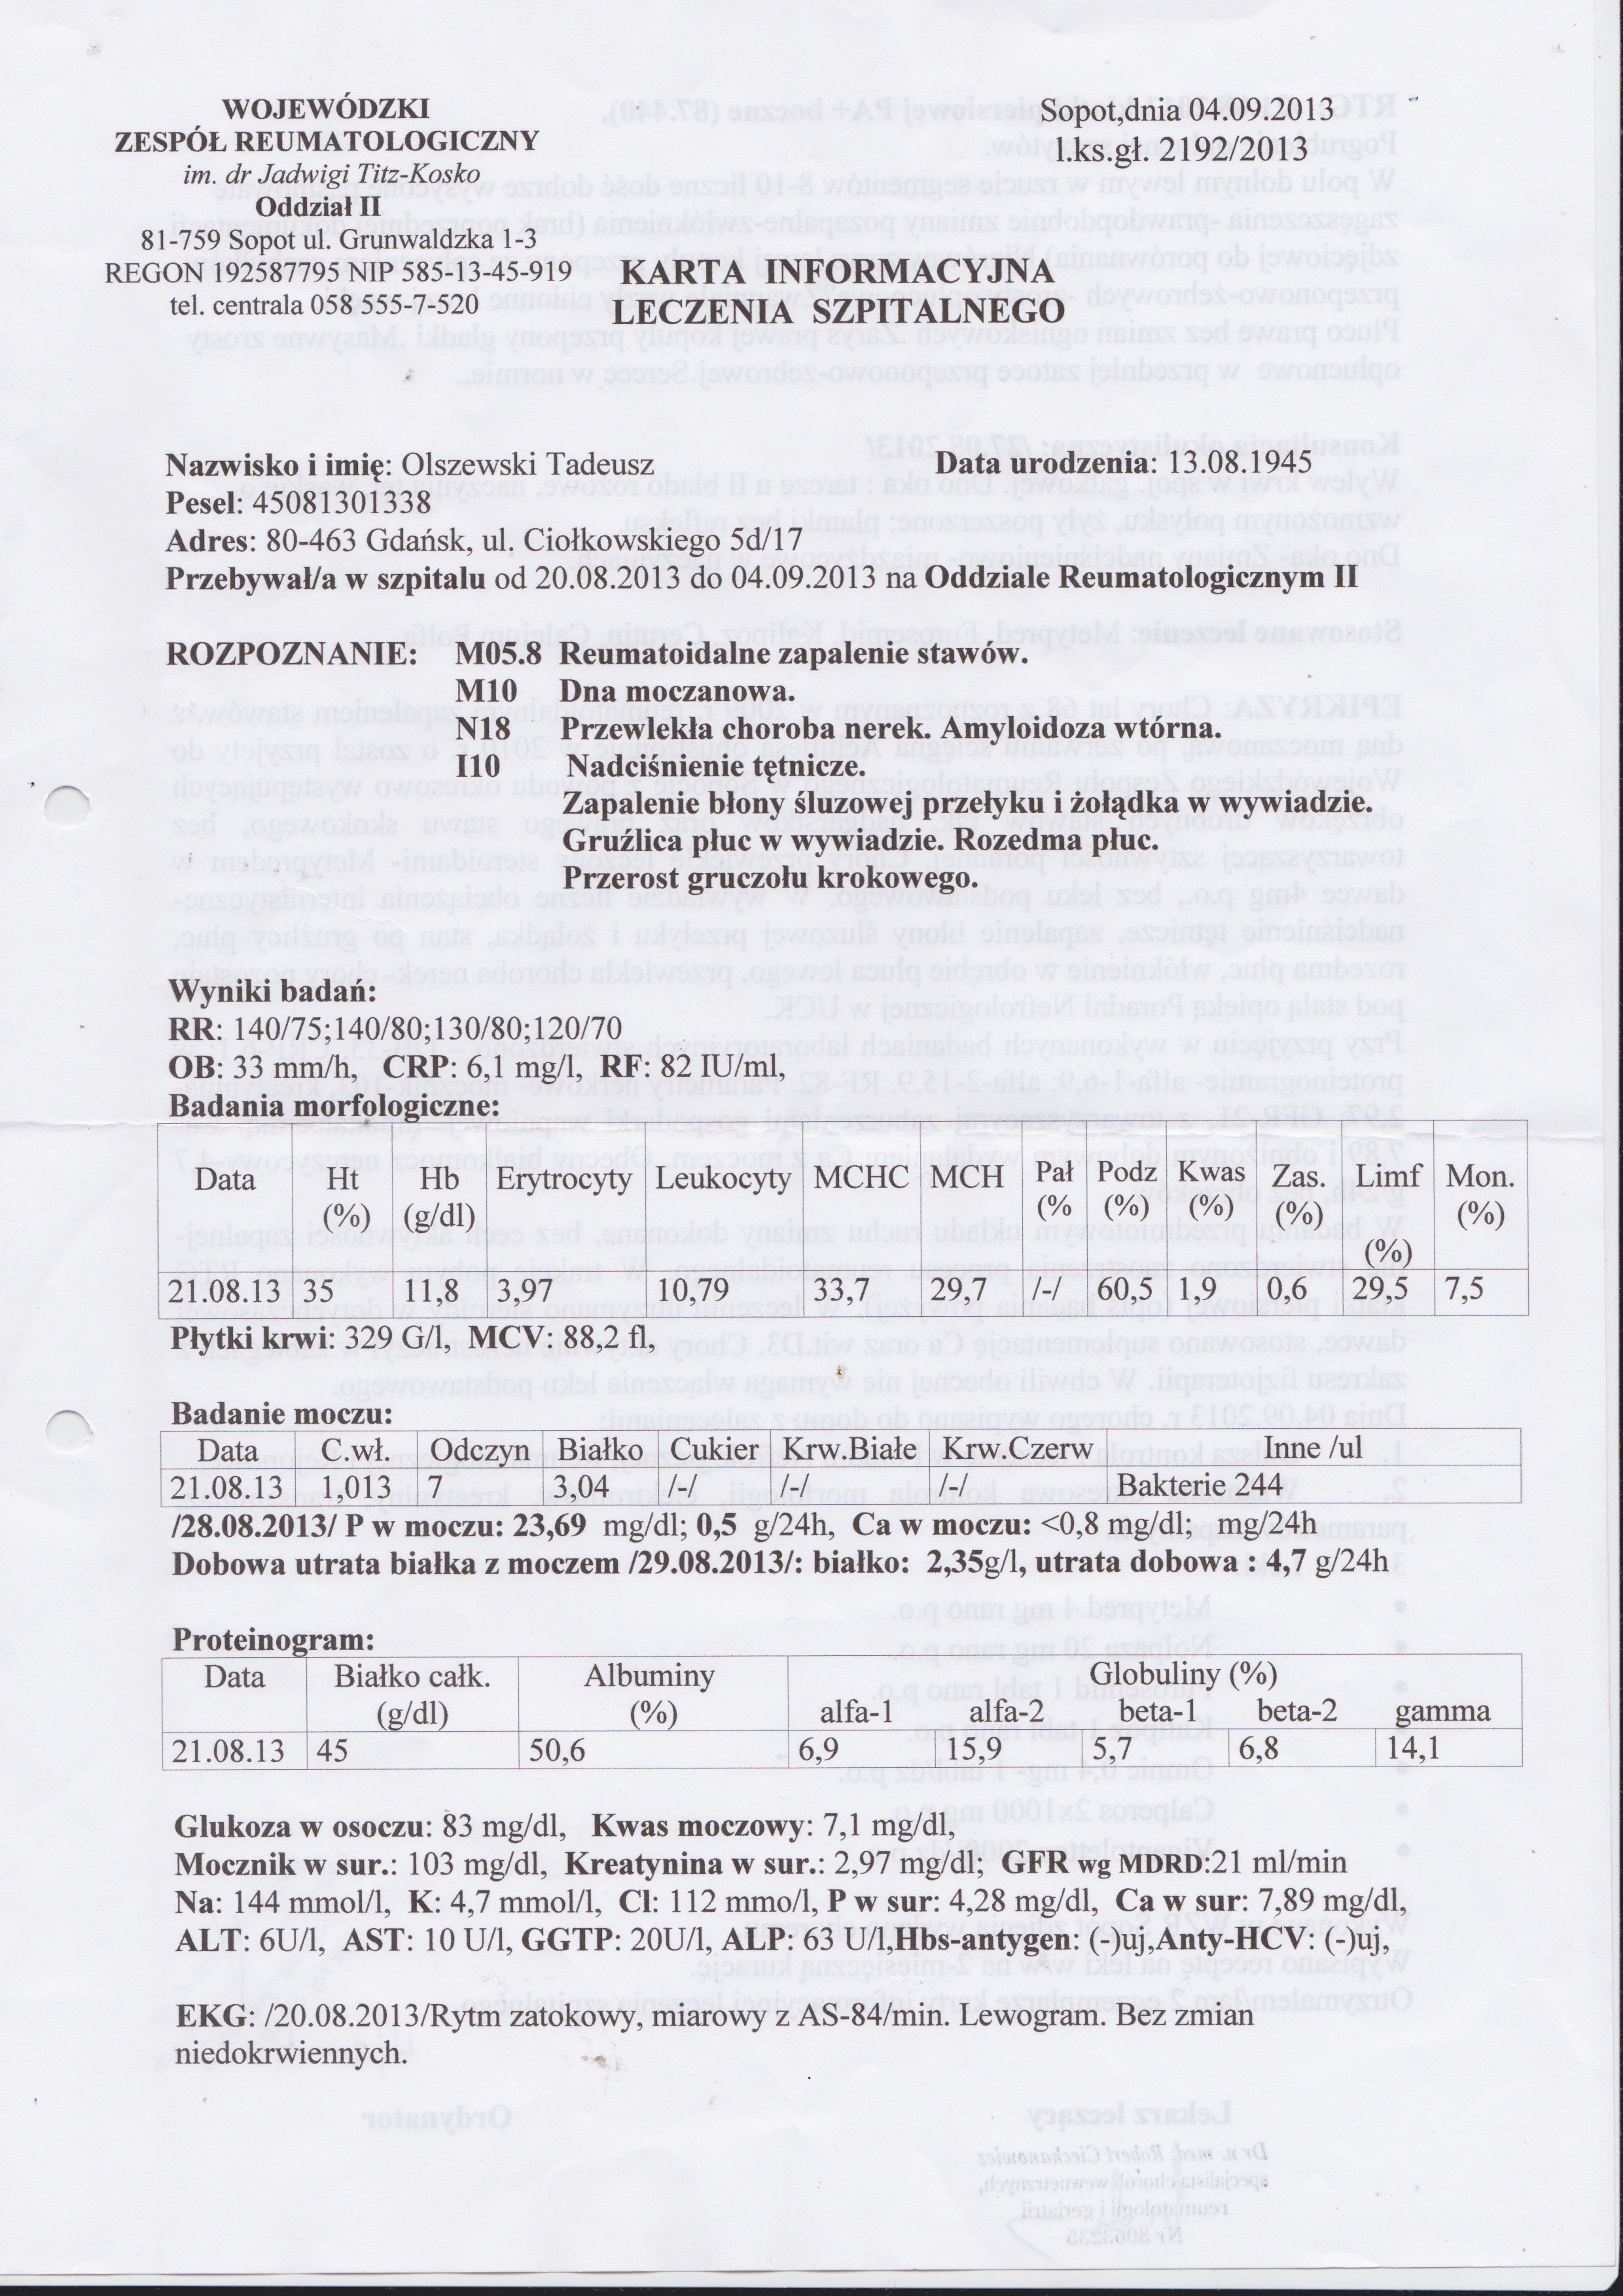 WOJEWÓDZKI
ZESPÓŁ REUMATOLOGICZNY
im. dr Jadwigi Titz-Kosko
Oddział II
81-759 Sopot ul. Grunwaldzka 1-3
REGON 192587795 NIP 585-13-45-919
tel. centrala 058 555-7-520
Sopot,dnia 04.09.2013
l.ks.gł. 2192/2013
KARTA INFORMACYJNA
LECZENIA SZPITALNEGO
Nazwisko i imię: Olszewski Tadeusz Data urodzenia: 13.08.1945
Pesel: 45081301338
Adres: 80-463 Gdańsk, ul. Ciołkowskiego 5d/17
Przebywał/a w szpitalu od 20.08.2013 do 04.09.2013 na Oddziale Reumatologicznym II
ROZPOZNANIE: M05.8 Reumatoidalne zapalenie stawów.
M10 Dna moczanowa.
N18 Przewlekła choroba nerek. Amyloidoza wtórna.
I10 Nadciśnienie tętnicze.
Zapalenie błony śluzowej przełyku i żołądka w wywiadzie.
Gruźlica płuc w wywiadzie. Rozedma płuc.
Przerost gruczołu krokowego.
Wyniki badań:
RR: 140/75;140/80;130/80;120/70
OB: 33 mm/h, CRP: 6,1 mg/l, RF: 82 IU/ml,
Badania morfologiczne:
Data Ht (%) Hb (g/dl) Erytrocyty Leukocyty MCHC MCH Pał (% Podz (%) Kwas (%) Zas. (%) Limf (%) Mon. (%)
21.08.13 35 11,8 3,97 10,79 33,7 29,7 /-/ 60,5 1,9 0,6 29,5 7,5
Płytki krwi: 329 G/l, MCV: 88,2 fl,
Badanie moczu:
Data C.wł. Odczyn Białko Cukier Krw.Białe Krw.Czerw Inne /ul
21.08.13 1,013 7 3,04 /-/ /-/ /-/ Bakterie 244
/28.08.2013/ P w moczu: 23,69 mg/dl; 0,5 g/24h, Ca w moczu: <0,8 mg/dl; mg/24h
Dobowa utrata białka z moczem /29.08.2013/: białko: 2,35g/l, utrata dobowa : 4,7 g/24h
Proteinogram:
Data Białko całk. (g/dl) Albuminy (%) Globuliny (%)
alfa-1 alfa-2 beta-1 beta-2 gamma
21.08.13 45 50,6 6,9 15,9 5,7 6,8 14,1
Glukoza w osoczu: 83 mg/dl, Kwas moczowy: 7,1 mg/dl,
Mocznik w sur.: 103 mg/dl, Kreatynina w sur.: 2,97 mg/dl; GFR wg MDRD:21 ml/min
Na: 144 mmol/l, K: 4,7 mmol/l, Cl: 112 mmo/l, P w sur: 4,28 mg/dl, Ca w sur: 7,89 mg/dl,
ALT: 6U/l, AST: 10 U/l, GGTP: 20U/l, ALP: 63 U/l,Hbs-antygen: (-)uj,Anty-HCV: (-)uj,
EKG: /20.08.2013/Rytm zatokowy, miarowy z AS-84/min. Lewogram. Bez zmian
niedokrwiennych.